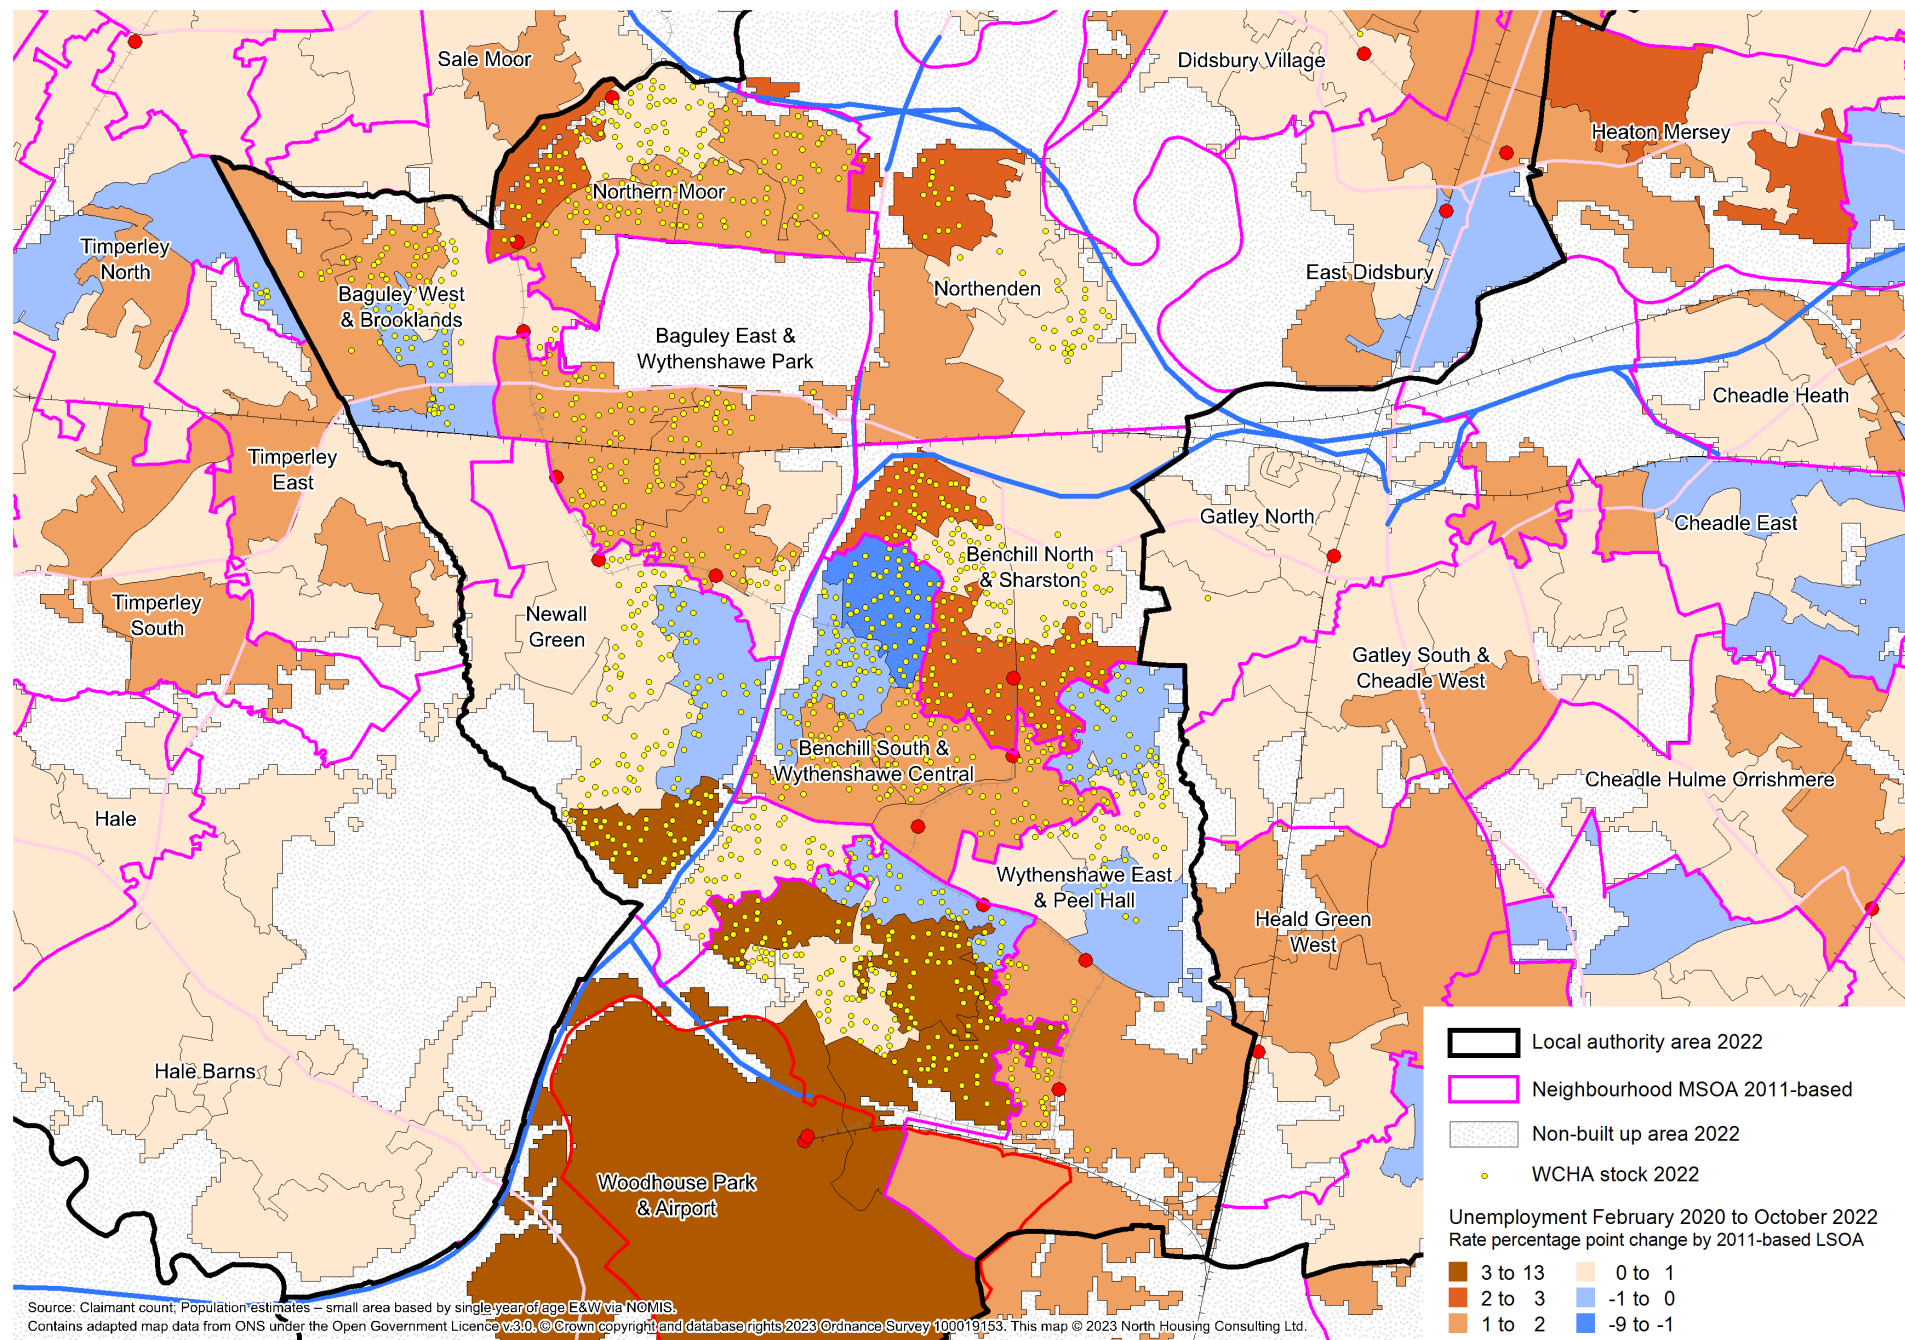 Sale Moor
Didsbury Village
Heaton Mersey
Northern Moor
Timperley
North
Baguley West
& Brooklands
Northenden
East Didsbury
Baguley East &
Wythenshawe Park
Cheadle Heath
Timperley
East
Gatley North
Cheadle East
Benchill North
& Sharston
Timperley
South
Newall
Green
Gatley South &
Cheadle West
Benchill South &
Wythenshawe Central
Cheadle Hulme Orrishmere
Hale
Wythenshawe East
& Peel Hall
Heald Green
West
Hale Barns
Woodhouse Park
& Airport
Local authority area 2022
Neighbourhood MSOA 2011-based
Non-built up area 2022
WCHA stock 2022
Unemployment February 2020 to October 2022
Rate percentage point change by 2011-based LSOA
3 to 13
0 to 1
2 to 3
-1 to 0
1 to 2
-9 to -1
Source: Claimant count; Population estimates – small area based by single year of age E&W via NOMIS.
Contains adapted map data from ONS under the Open Government Licence v.3.0. © Crown copyright and database rights 2023 Ordnance Survey 100019153. This map © 2023 North Housing Consulting Ltd.